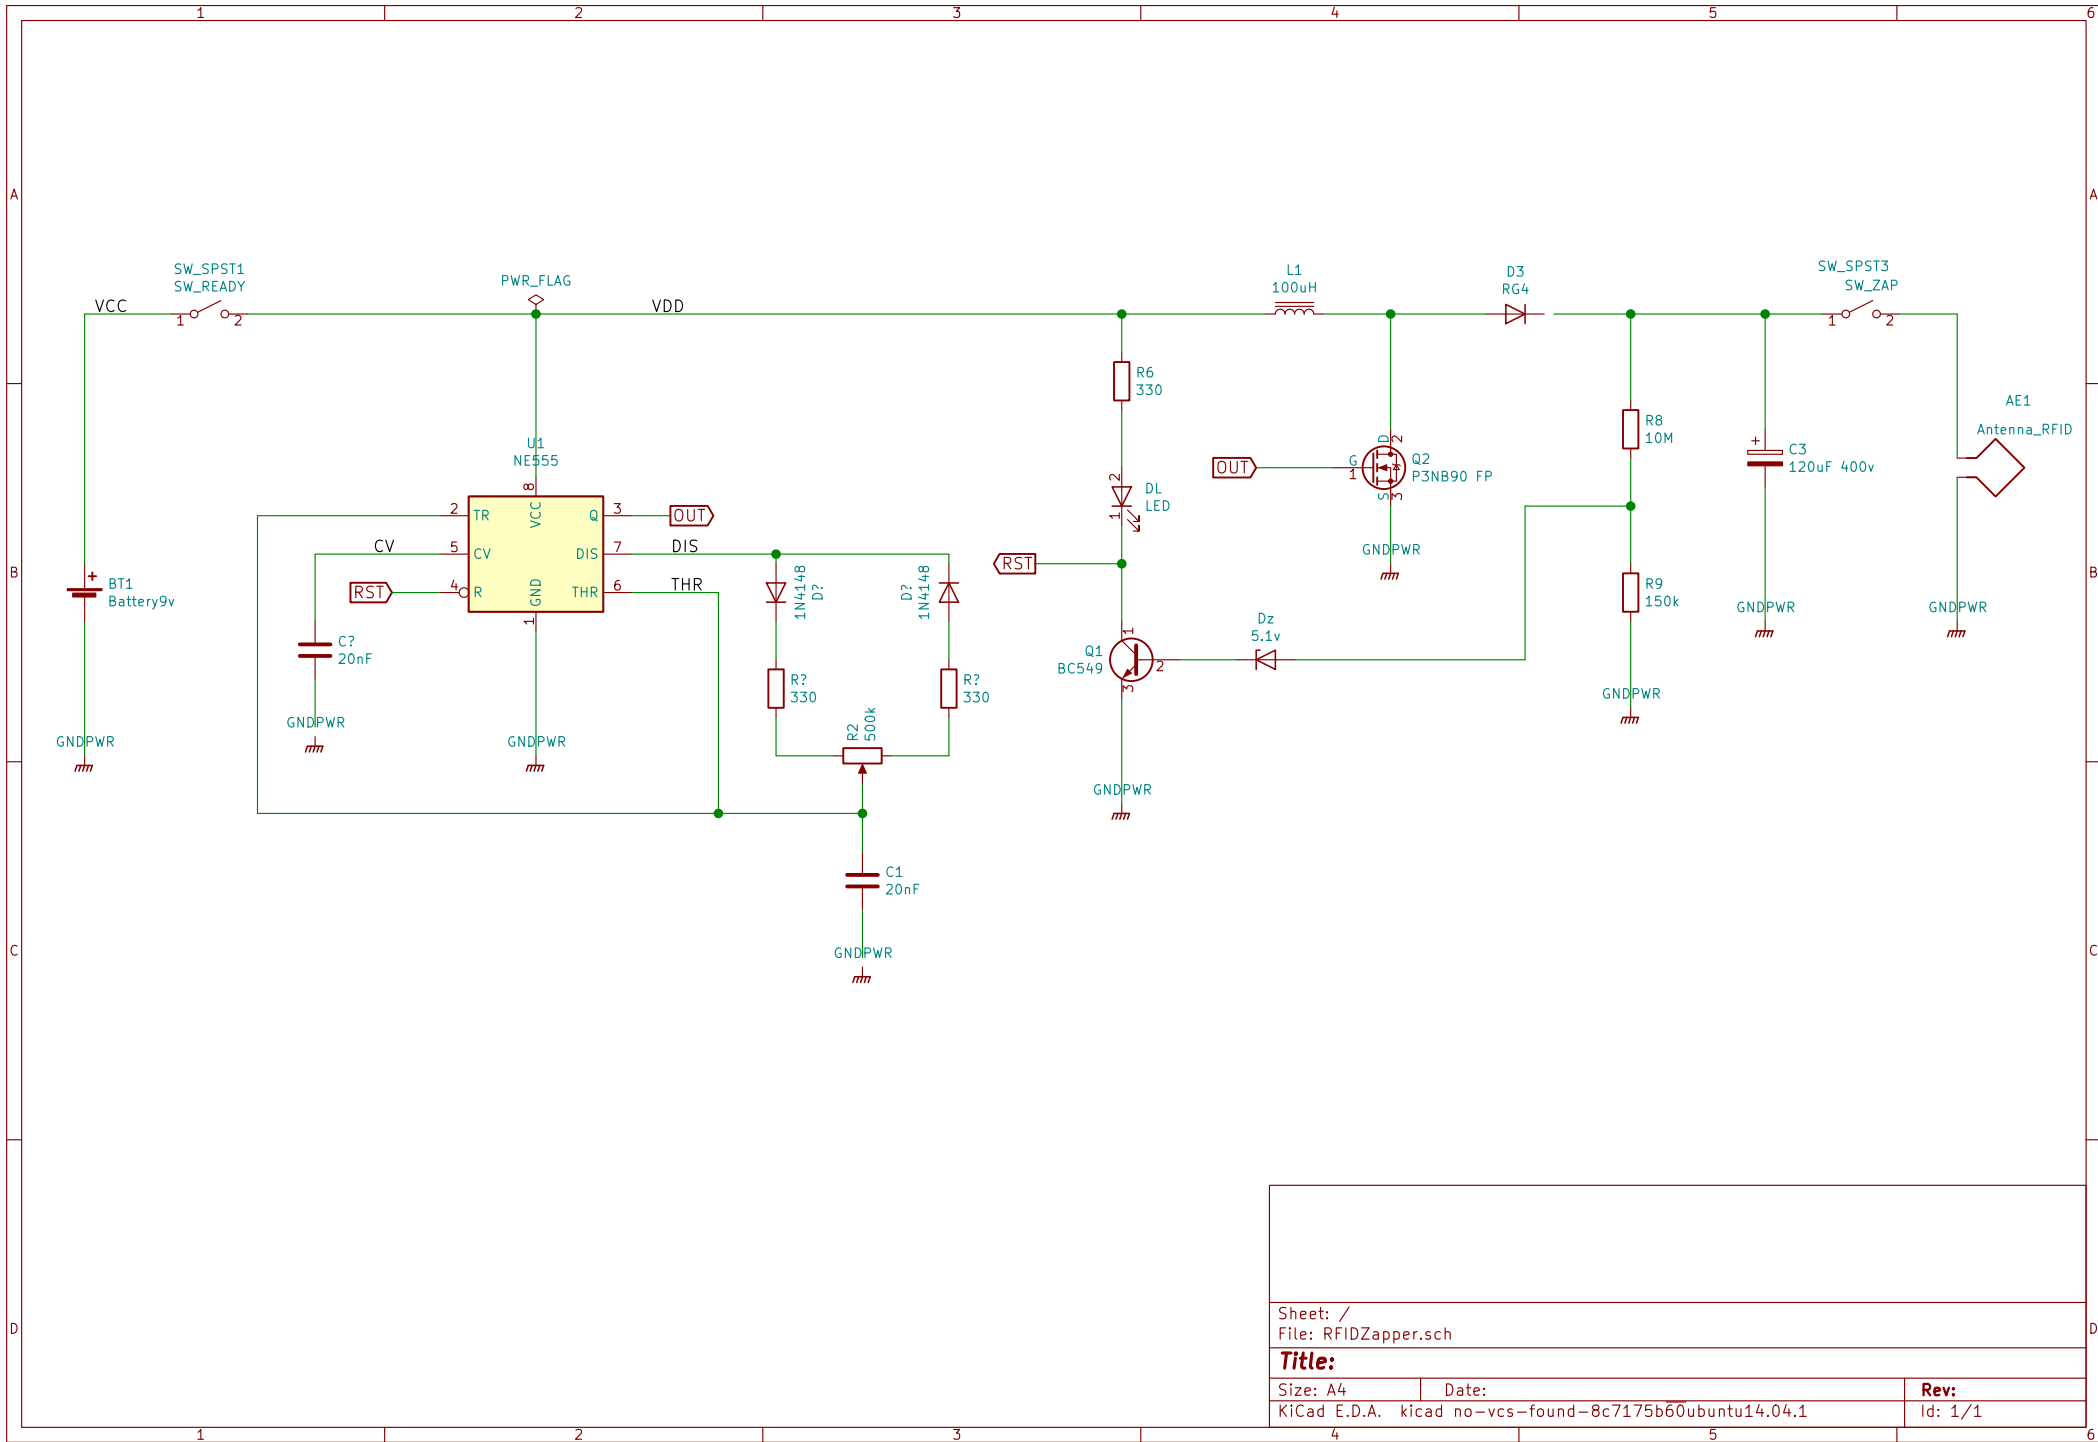 1 2 3 4 5 6
A A
SW_SPST1
SW_READY
VCC
1 2
PWR_FLAG
VDD
L1
100uH
D3
RG4
SW_SPST3
SW_ZAP
1 2
R6
330
AE1
Antenna_RFID
R8
10M
U1
NE555
8
VCC
2 TR
Q 3
OUT
CV
5 CV
DIS 7
DIS
RST
4 R
GND
1
THR 6
THR
2
DL
LED
1
OUT
G
1
D
2
Q2
P3NB90 FP
S
3
+
C3
120uF 400v
GNDPWR
B B
RST
+
BT1
Battery9v
1N4148
D?
D?
1N4148
R9
150k
GNDPWR
GNDPWR
C?
20nF
Dz
5.1v
Q1
BC549
1
2
3
R?
330
R?
330
GNDPWR
R2
500k
GNDPWR
GNDPWR
GNDPWR
GNDPWR
C1
20nF
GNDPWR
C C
D D
Sheet: /
File: RFIDZapper.sch
Title:
Size: A4 Date: Rev:
KiCad E.D.A. kicad no-vcs-found-8c7175b60ubuntu14.04.1 Id: 1/1
1 2 3 4 5 6